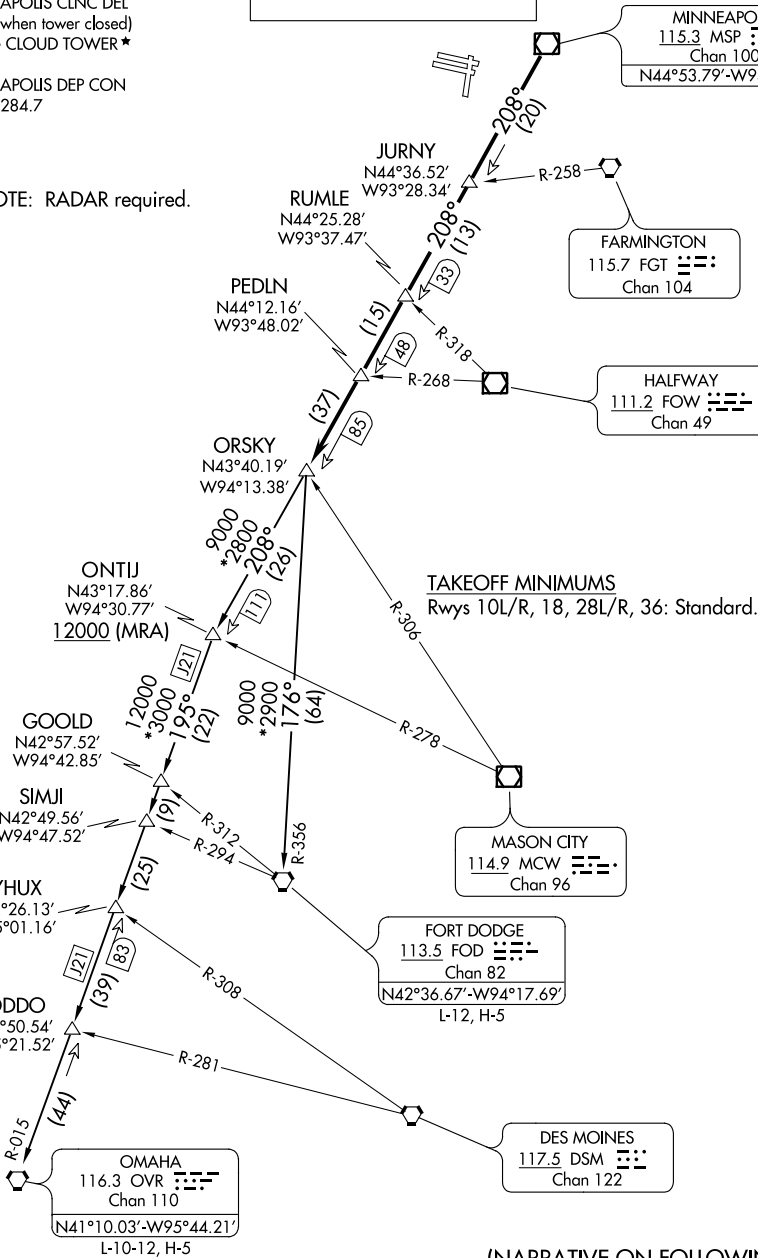 APOLIS CLNC DEL
when tower closed)
CLOUD TOWER★
APOLIS DEP CON
284.7
OTE: RADAR required.
MINNEAPO
115.3 MSP
Chan 100
N44°53.79'-W9
208°
(20)
JURNY
N44°36.52'
W93°28.34'
R-258
FARMINGTON
115.7 FGT
Chan 104
RUMLE
N44°25.28'
W93°37.47'
208°
(13)
33
PEDLN
N44°12.16'
W93°48.02'
(15)
48
R-318
R-268
HALFWAY
111.2 FOW
Chan 49
(37)
85
ORSKY
N43°40.19'
W94°13.38'
9000
*2800
208°
(26)
ONTIJ
N43°17.86'
W94°30.77'
12000 (MRA)
111
J21
TAKEOFF MINIMUMS
Rwys 10L/R, 18, 28L/R, 36: Standard.
R-306
9000
*2900
176°
(64)
R-278
12000
*3000
195°
(22)
GOOLD
N42°57.52'
W94°42.85'
SIMJI
N42°49.56'
W94°47.52'
(9)
R-312
R-294
R-356
MASON CITY
114.9 MCW
Chan 96
(25)
YHUX
°26.13'
5°01.16'
FORT DODGE
113.5 FOD
Chan 82
N42°36.67'-W94°17.69'
L-12, H-5
J21
83
(39)
R-308
ODDO
°50.54'
5°21.52'
R-281
(44)
R-015
DES MOINES
117.5 DSM
Chan 122
OMAHA
116.3 OVR
Chan 110
N41°10.03'-W95°44.21'
L-10-12, H-5